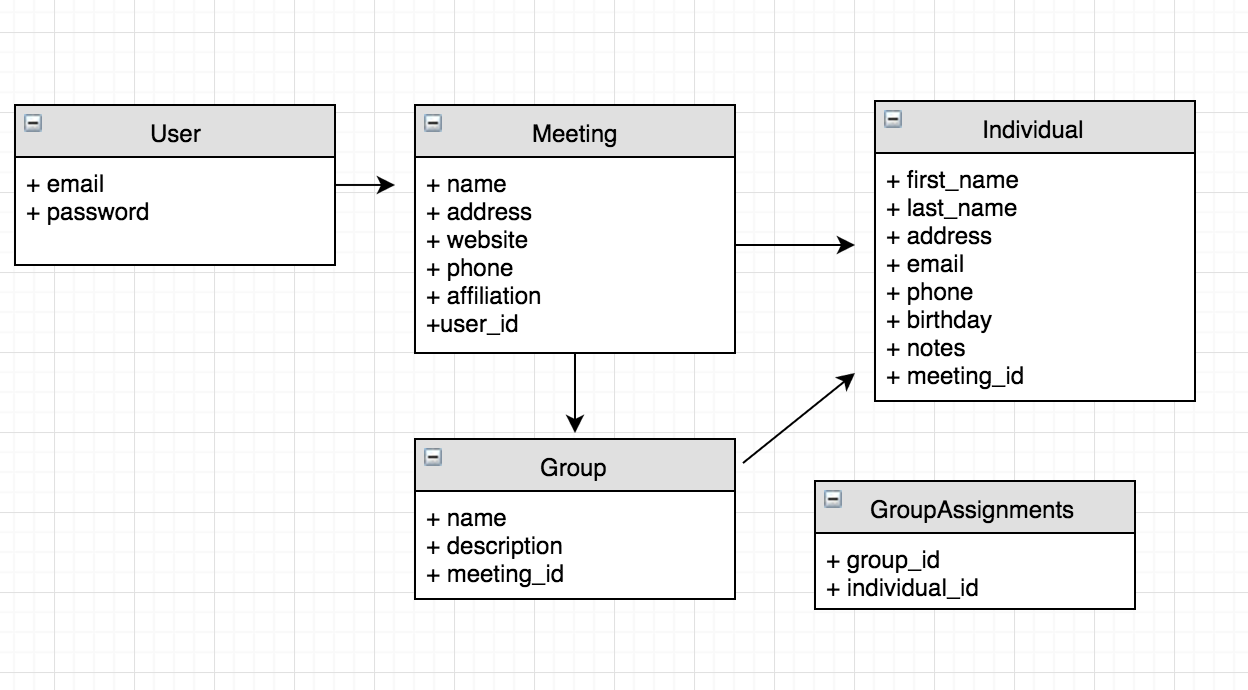 User
+ email
+ password
Meeting
+ name
+ address
+ website
+ phone
+ affiliation
+user_id
Individual
+ first_name
+ last_name
+ address
+ email
+ phone
+ birthday
+ notes
+ meeting_id
Group
+ name
+ description
+ meeting_id
GroupAssignments
+ group_id
+ individual_id